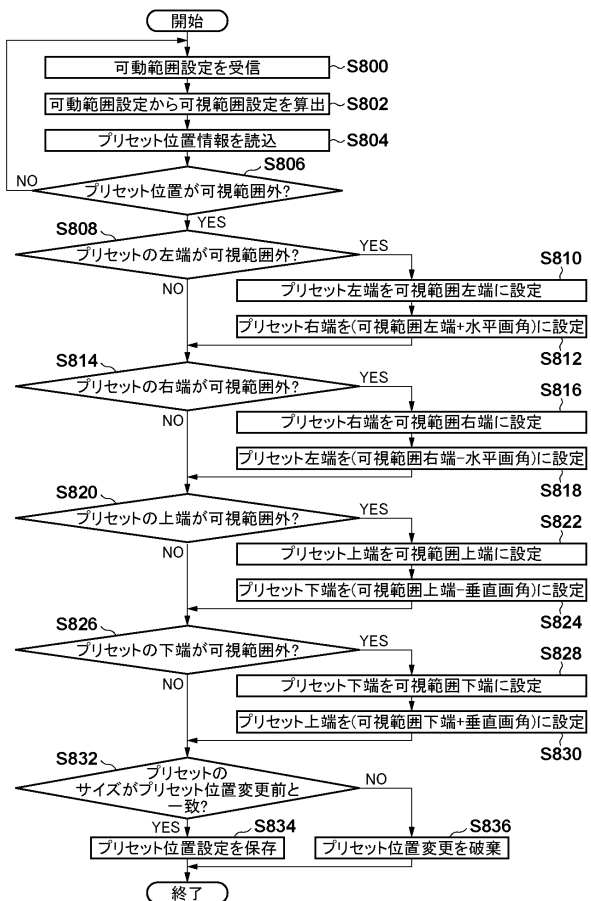 開始
可動範囲設定を受信
S800
可動範囲設定から可視範囲設定を算出
S802
プリセット位置情報を読込
S804
S806
プリセット位置が可視範囲外?
NO
YES
S808
プリセットの左端が可視範囲外?
YES
NO
S810
プリセット左端を可視範囲左端に設定
プリセット右端を(可視範囲左端+水平画角)に設定
S812
S814
プリセットの右端が可視範囲外?
YES
NO
S816
プリセット右端を可視範囲右端に設定
プリセット左端を(可視範囲右端−水平画角)に設定
S818
S820
プリセットの上端が可視範囲外?
YES
NO
S822
プリセット上端を可視範囲上端に設定
プリセット下端を(可視範囲上端−垂直画角)に設定
S824
S826
プリセットの下端が可視範囲外?
YES
NO
S828
プリセット下端を可視範囲下端に設定
プリセット上端を(可視範囲下端+垂直画角)に設定
S830
S832
プリセットの
サイズがプリセット位置変更前と
一致?
NO
YES
S834
プリセット位置設定を保存
S836
プリセット位置変更を破棄
終了